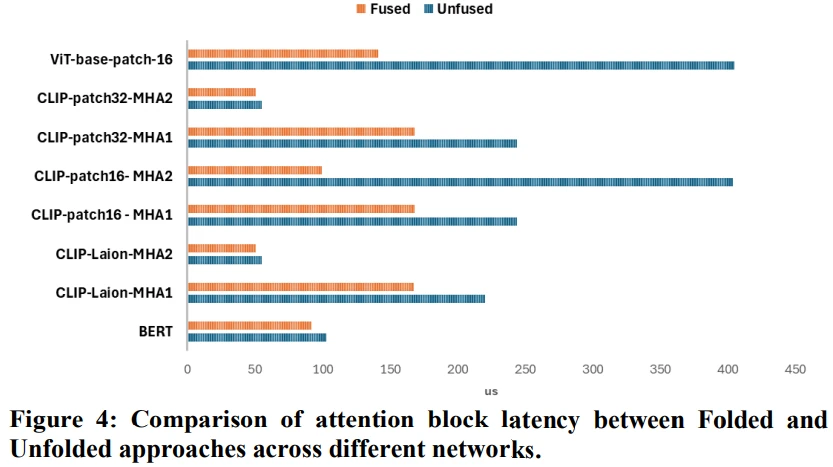 Fused Unfused
ViT-base-patch-16
CLIP-patch32-MHA2
CLIP-patch32-MHA1
CLIP-patch16- MHA2
CLIP-patch16 - MHA1
CLIP-Laion-MHA2
CLIP-Laion-MHA1
BERT
0 50 100 150 200 250 300 350 400 450
us
Figure 4: Comparison of attention block latency between Folded and
Unfolded approaches across different networks.